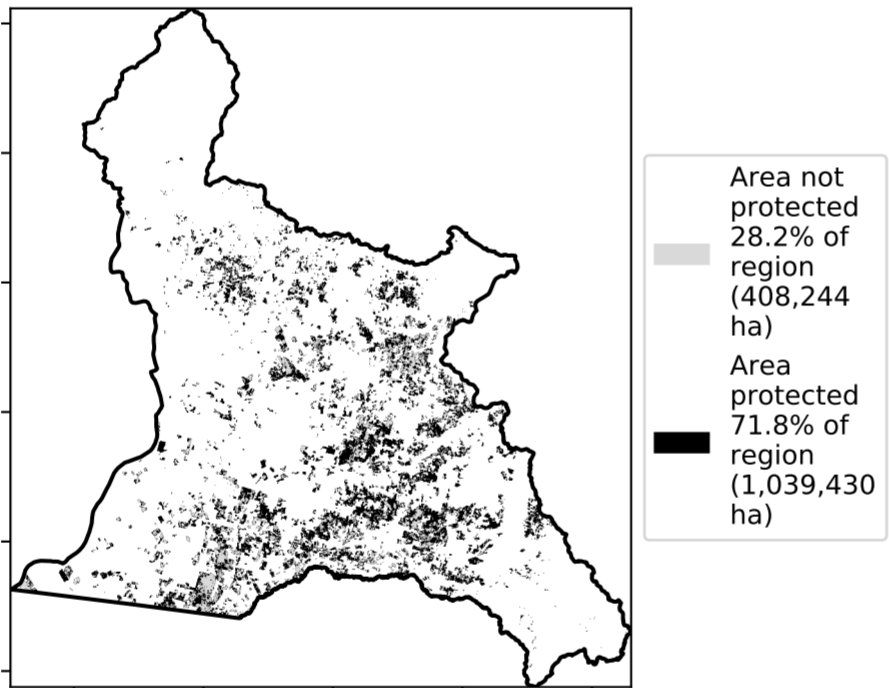 Area not
protected
28.2% of
region
(408,244
ha)
Area
protected
71.8% of
region
(1,039,430
ha)